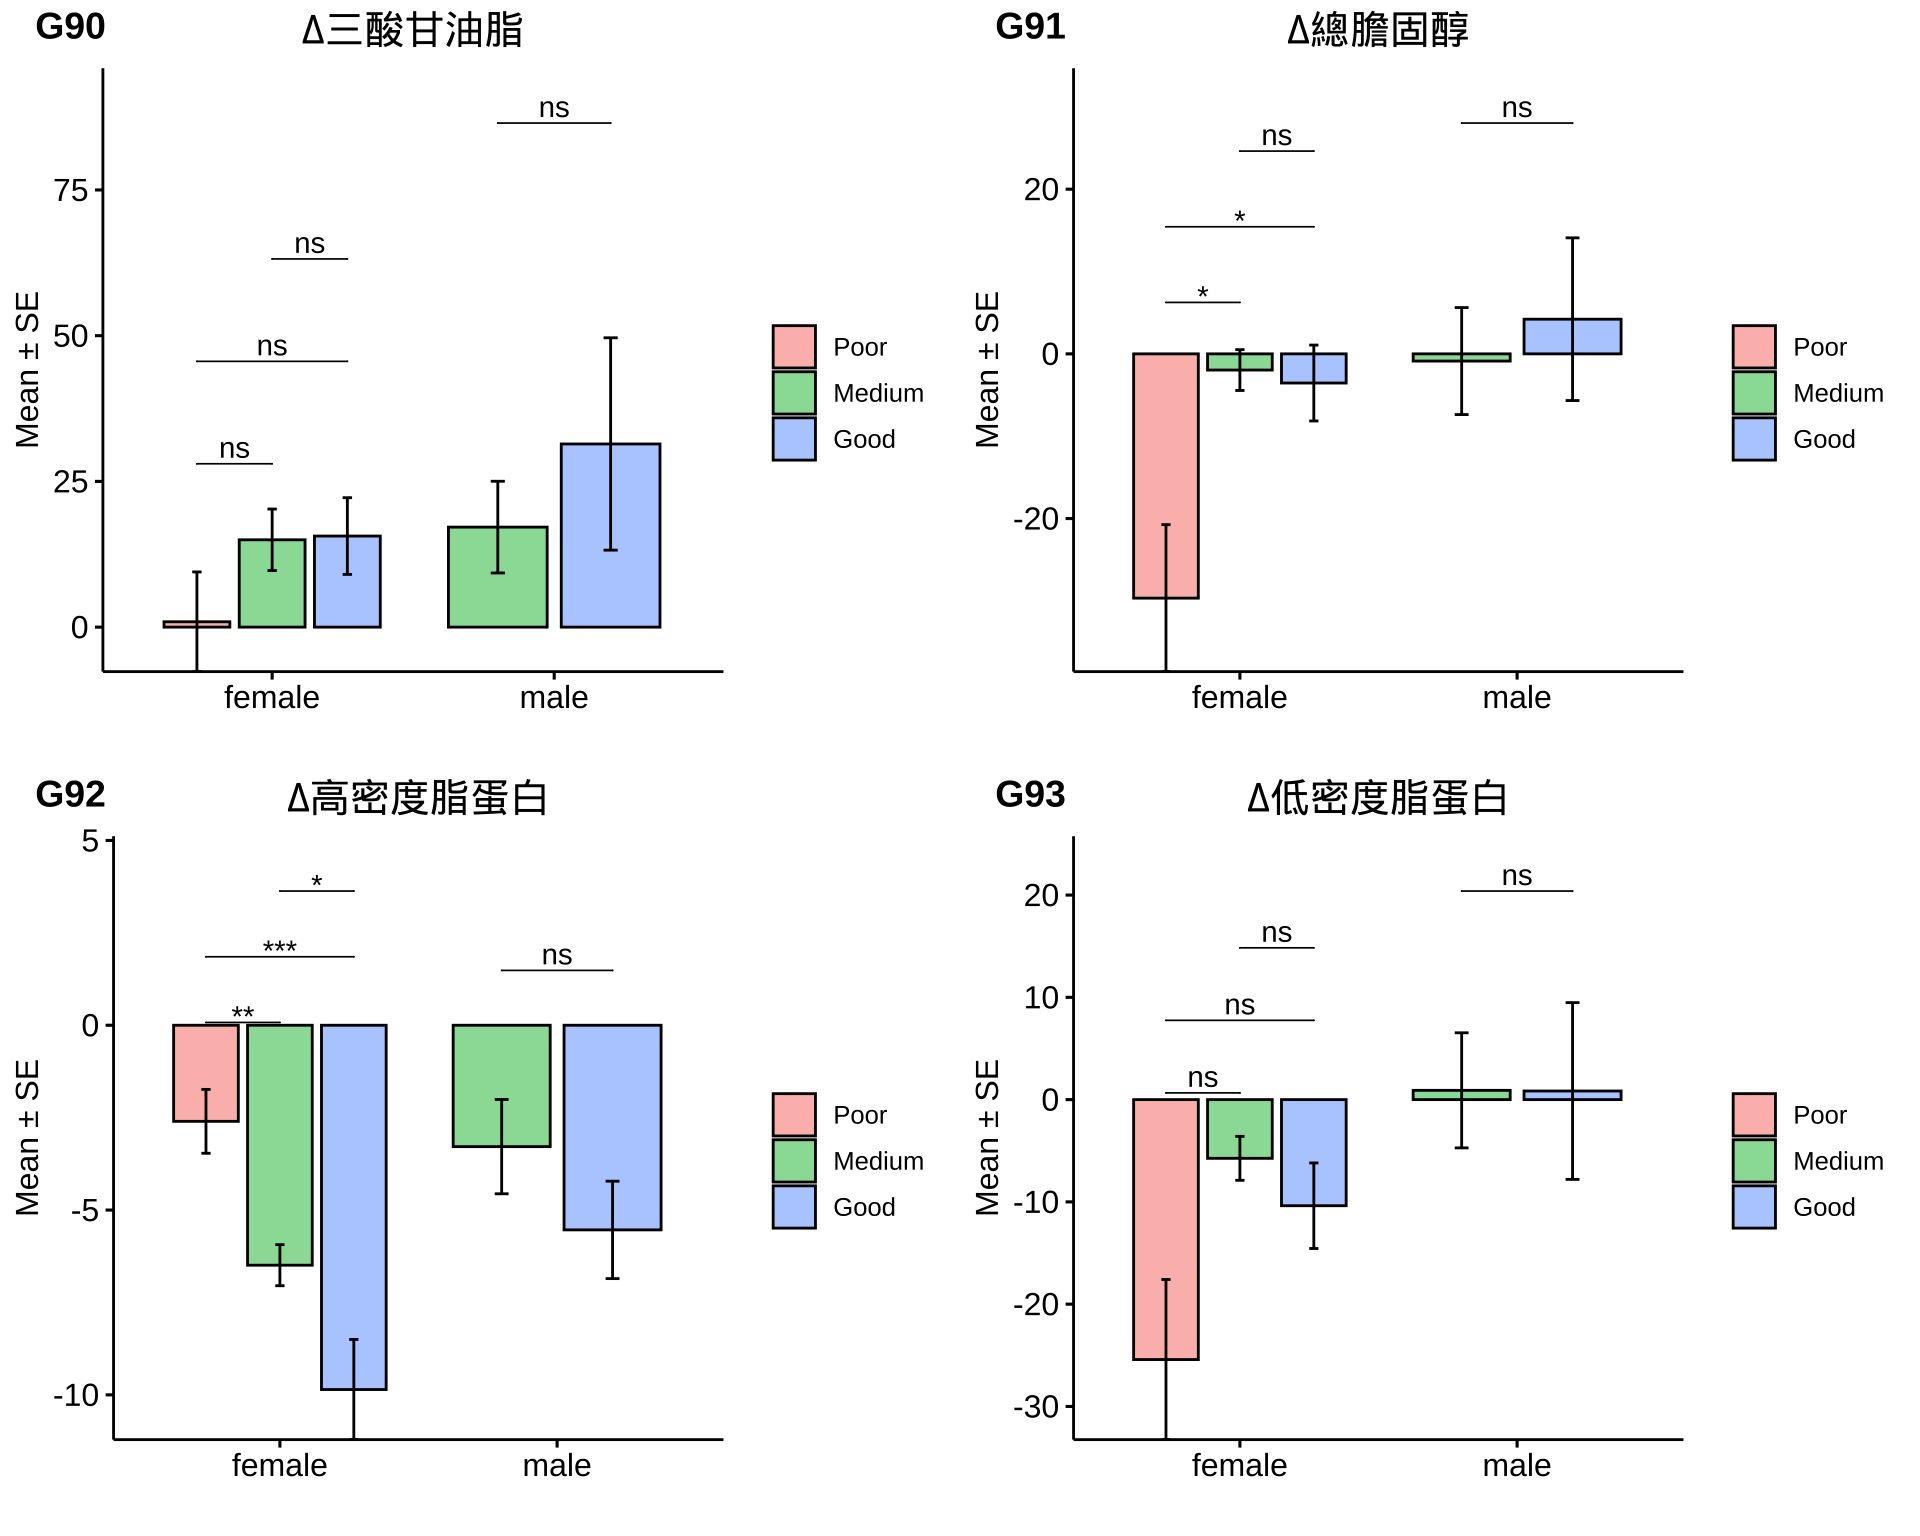 G90
Δ三酸甘油脂
Mean ± SE
75
50
25
0
ns
ns
ns
ns
female
male
Poor
Medium
Good
G91
Δ總膽固醇
Mean ± SE
20
0
-20
ns
ns
*
*
female
male
Poor
Medium
Good
G92
Δ高密度脂蛋白
Mean ± SE
5
0
-5
-10
*
***
ns
**
female
male
Poor
Medium
Good
G93
Δ低密度脂蛋白
Mean ± SE
20
10
0
-10
-20
-30
ns
ns
ns
ns
female
male
Poor
Medium
Good